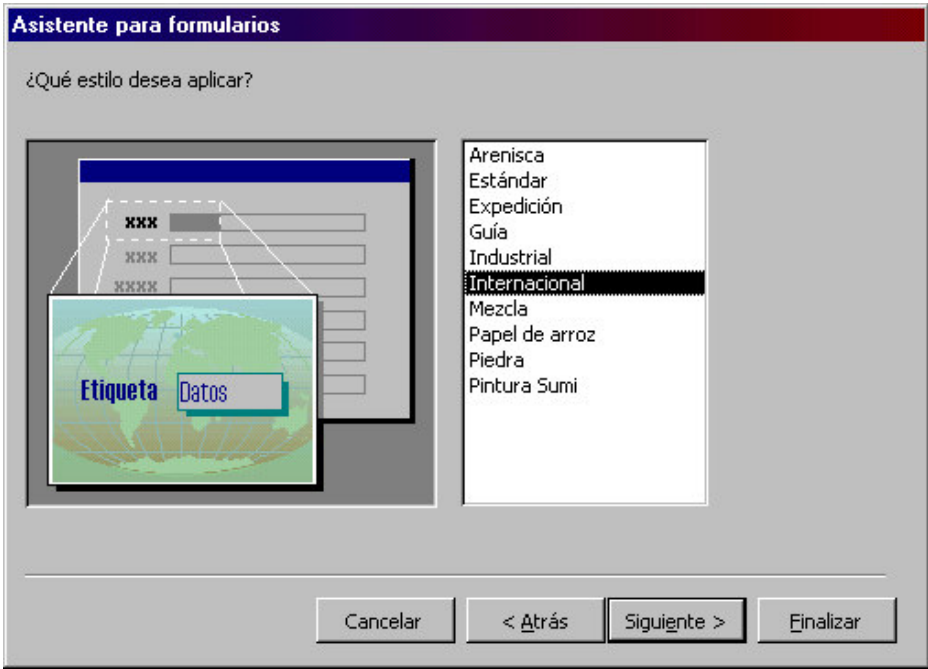 Asistente para formularios
¿Qué estilo desea aplicar?
xxx
xxx
xxxx
Etiqueta
Datos
Arenisca
Estándar
Expedición
Guía
Industrial
Internacional
Mezcla
Papel de arroz
Piedra
Pintura Sumi
Cancelar
< Atrás
Siguiente >
Finalizar